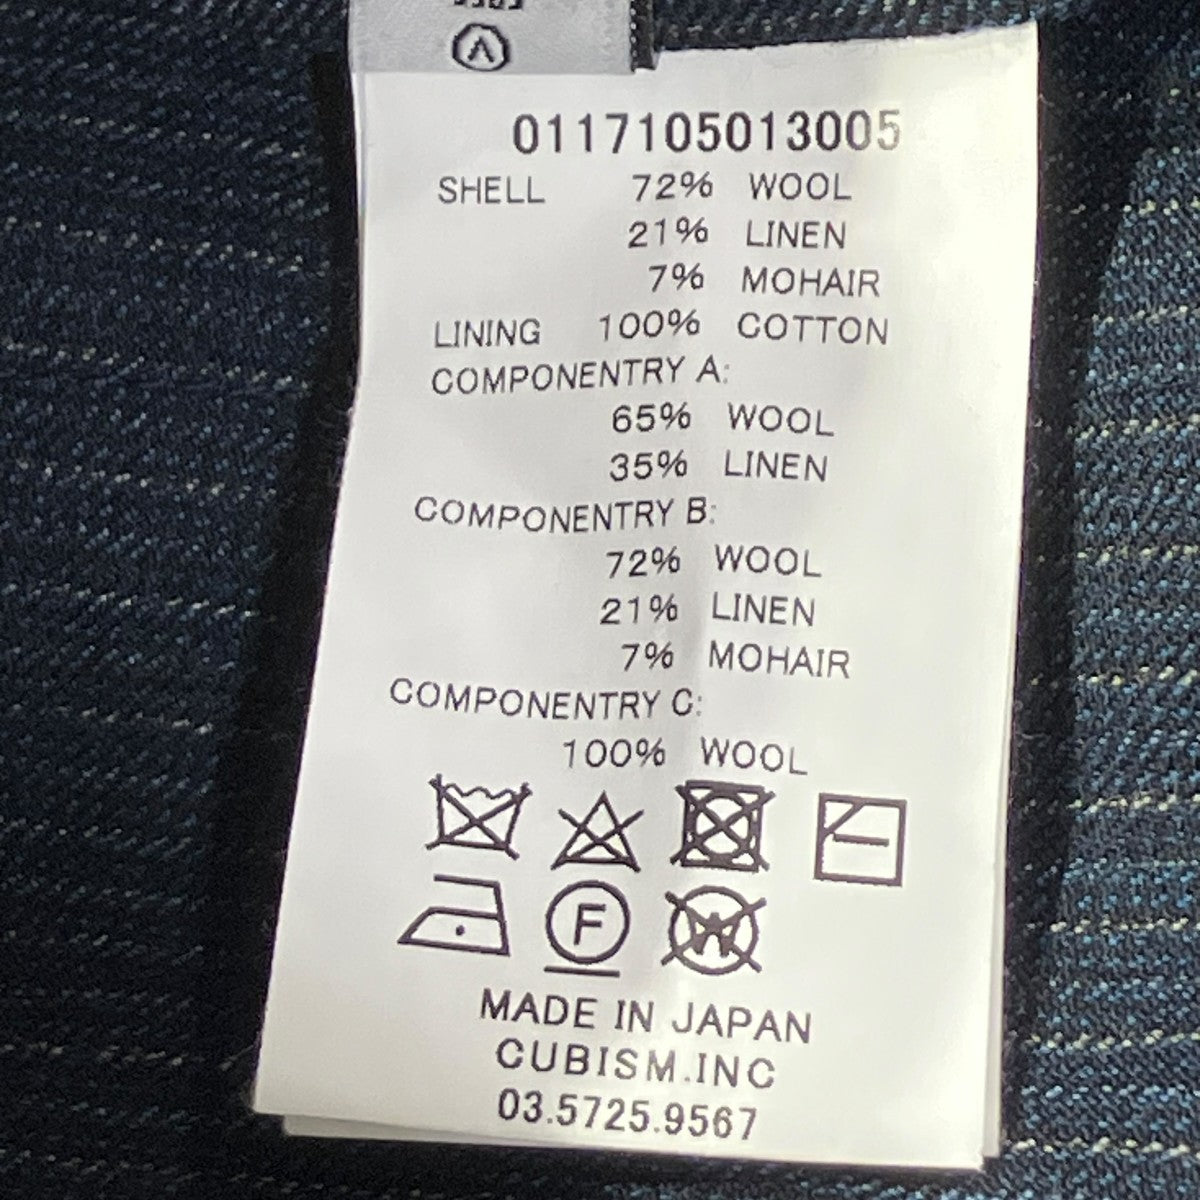 0117105013005
SHELL 72% WOOL
21% LINEN
7% MOHAIR
LINING 100% COTTON
COMPONENTRY A:
65% WOOL
35% LINEN
COMPONENTRY B:
72% WOOL
21% LINEN
7% MOHAIR
COMPONENTRY C:
100% WOOL
F W
MADE IN JAPAN
CUBISM.INC
03.5725.9567